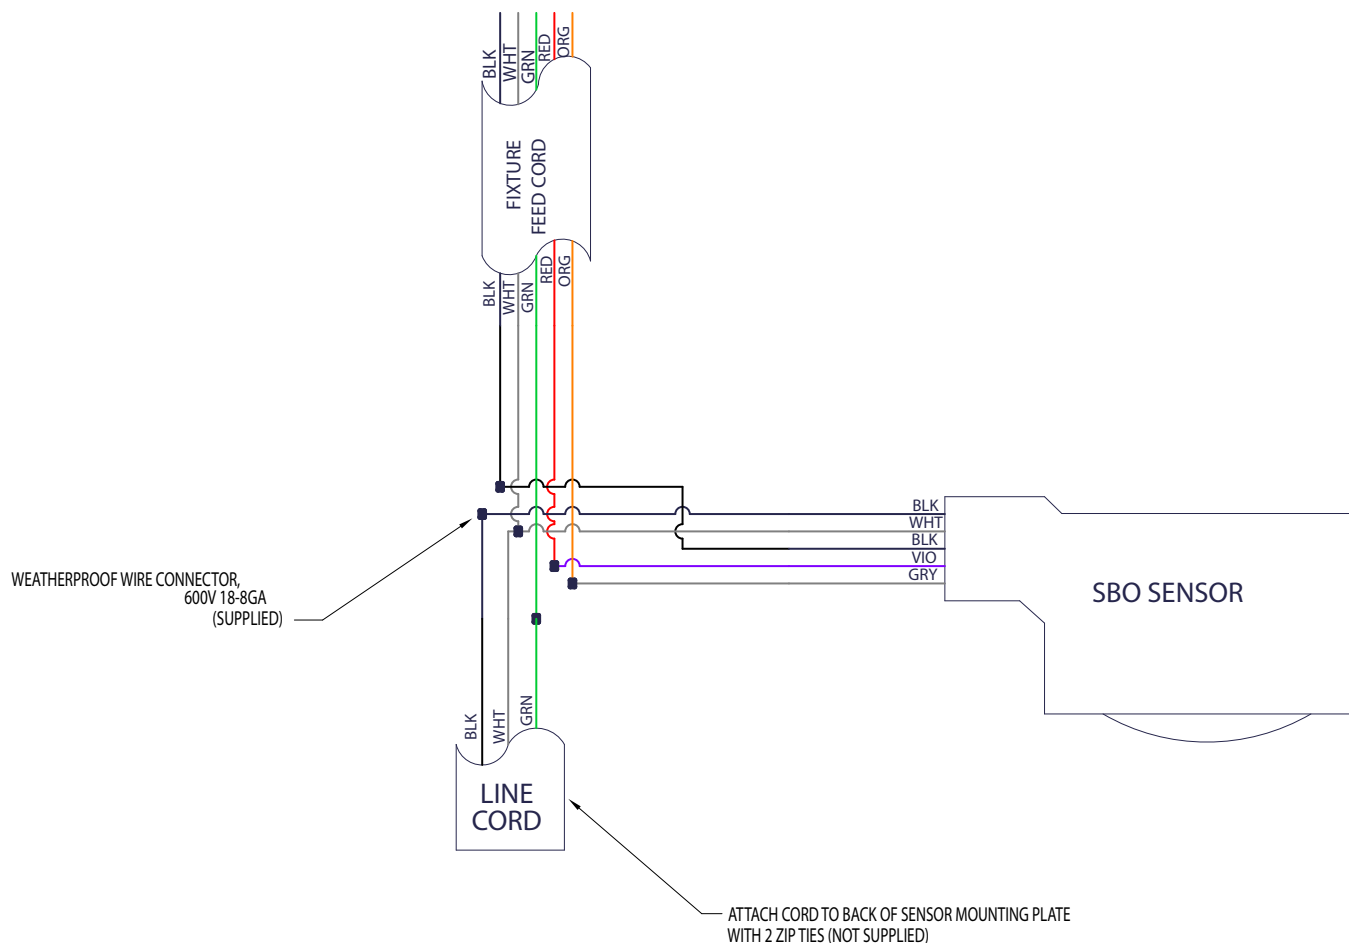 BLK
WHT
GRN
RED
ORG
FIXTURE
FEED CORD
BLK
WHT
GRN
RED
ORG
BLK
WHT
BLK
VIO
GRY
SBO SENSOR
WEATHERPROOF WIRE CONNECTOR,
600V 18-8GA
(SUPPLIED)
BLK
WHT
GRN
LINE
CORD
ATTACH CORD TO BACK OF SENSOR MOUNTING PLATE
WITH 2 ZIP TIES (NOT SUPPLIED)